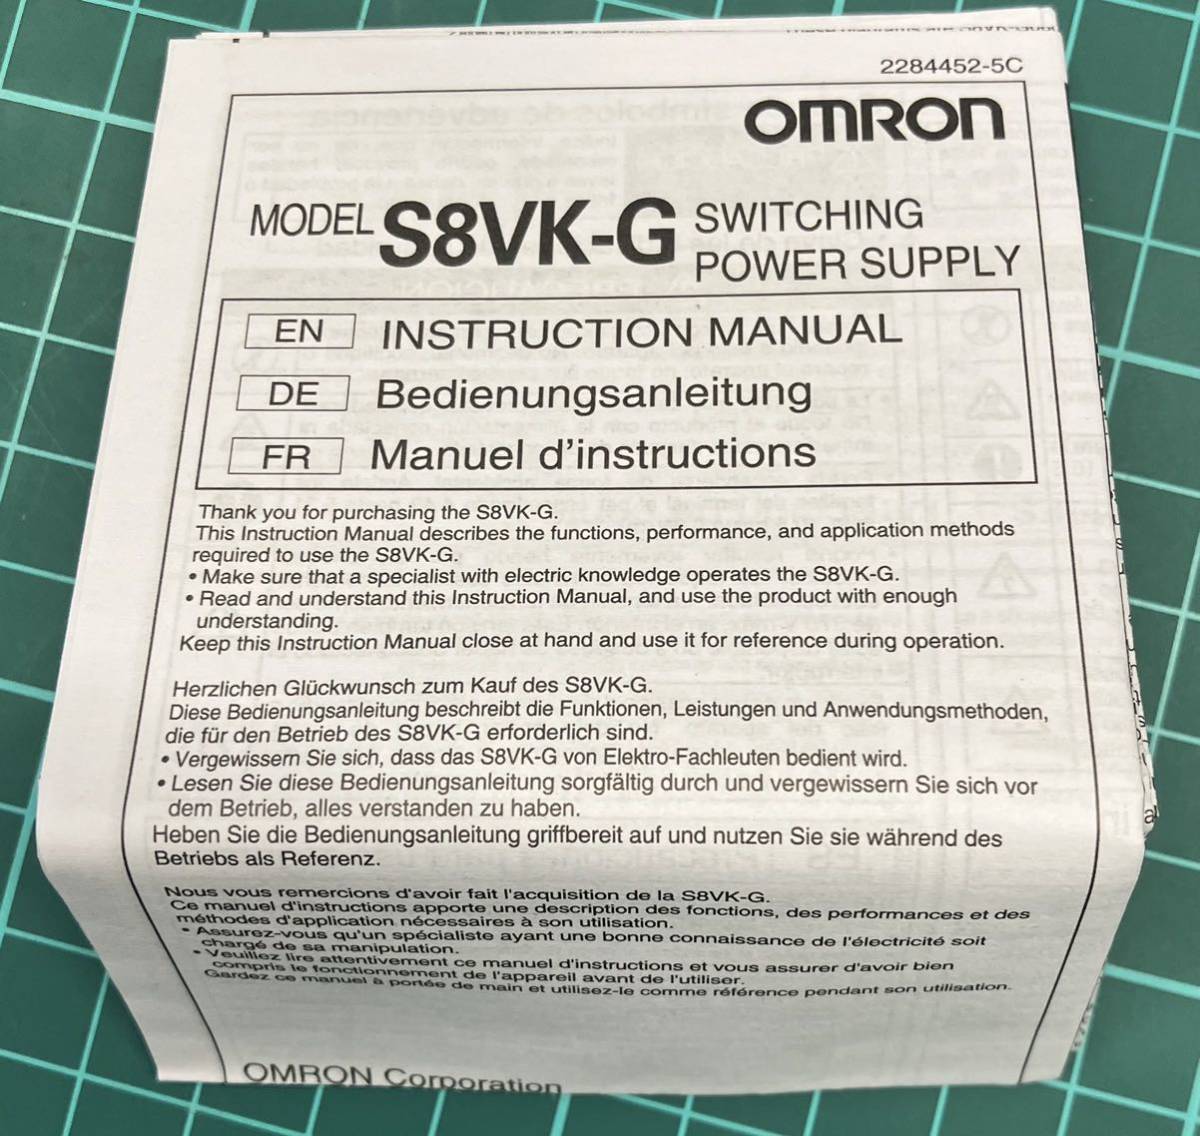 2284452-5C
OMRON
MODEL S8VK-G SWITCHING
POWER SUPPLY
EN INSTRUCTION MANUAL
DE Bedienungsanleitung
FR Manuel d'instructions
Thank you for purchasing the S8VK-G.
This Instruction Manual describes the functions, performance, and application methods
required to use the S8VK-G.
• Make sure that a specialist with electric knowledge operates the S8VK-G.
• Read and understand this Instruction Manual, and use the product with enough
understanding.
Keep this Instruction Manual close at hand and use it for reference during operation.
Herzlichen Glückwunsch zum Kauf des S8VK-G.
Diese Bedienungsanleitung beschreibt die Funktionen, Leistungen und Anwendungsmethoden,
die für den Betrieb des S8VK-G erforderlich sind.
• Vergewissern Sie sich, dass das S8VK-G von Elektro-Fachleuten bedient wird.
• Lesen Sie diese Bedienungsanleitung sorgfältig durch und vergewissern Sie sich vor
dem Betrieb, alles verstanden zu haben.
Heben Sie die Bedienungsanleitung griffbereit auf und nutzen Sie sie während des
Betriebs als Referenz.
Nous vous remercions d'avoir fait l'acquisition de la S8VK-G.
Ce manuel d'instructions apporte une description des fonctions, des performances et des
méthodes d'application nécessaires à son utilisation.
• Assurez-vous qu'un spécialiste ayant une bonne connaissance de l'électricité soit
chargé de sa manipulation.
• Veuillez lire attentivement ce manuel d'instructions et vous assurer d'avoir bien
compris le fonctionnement de l'appareil avant de l'utiliser.
Gardez ce manuel à portée de main et utilisez-le comme référence pendant son utilisation.
OMRON Corporation